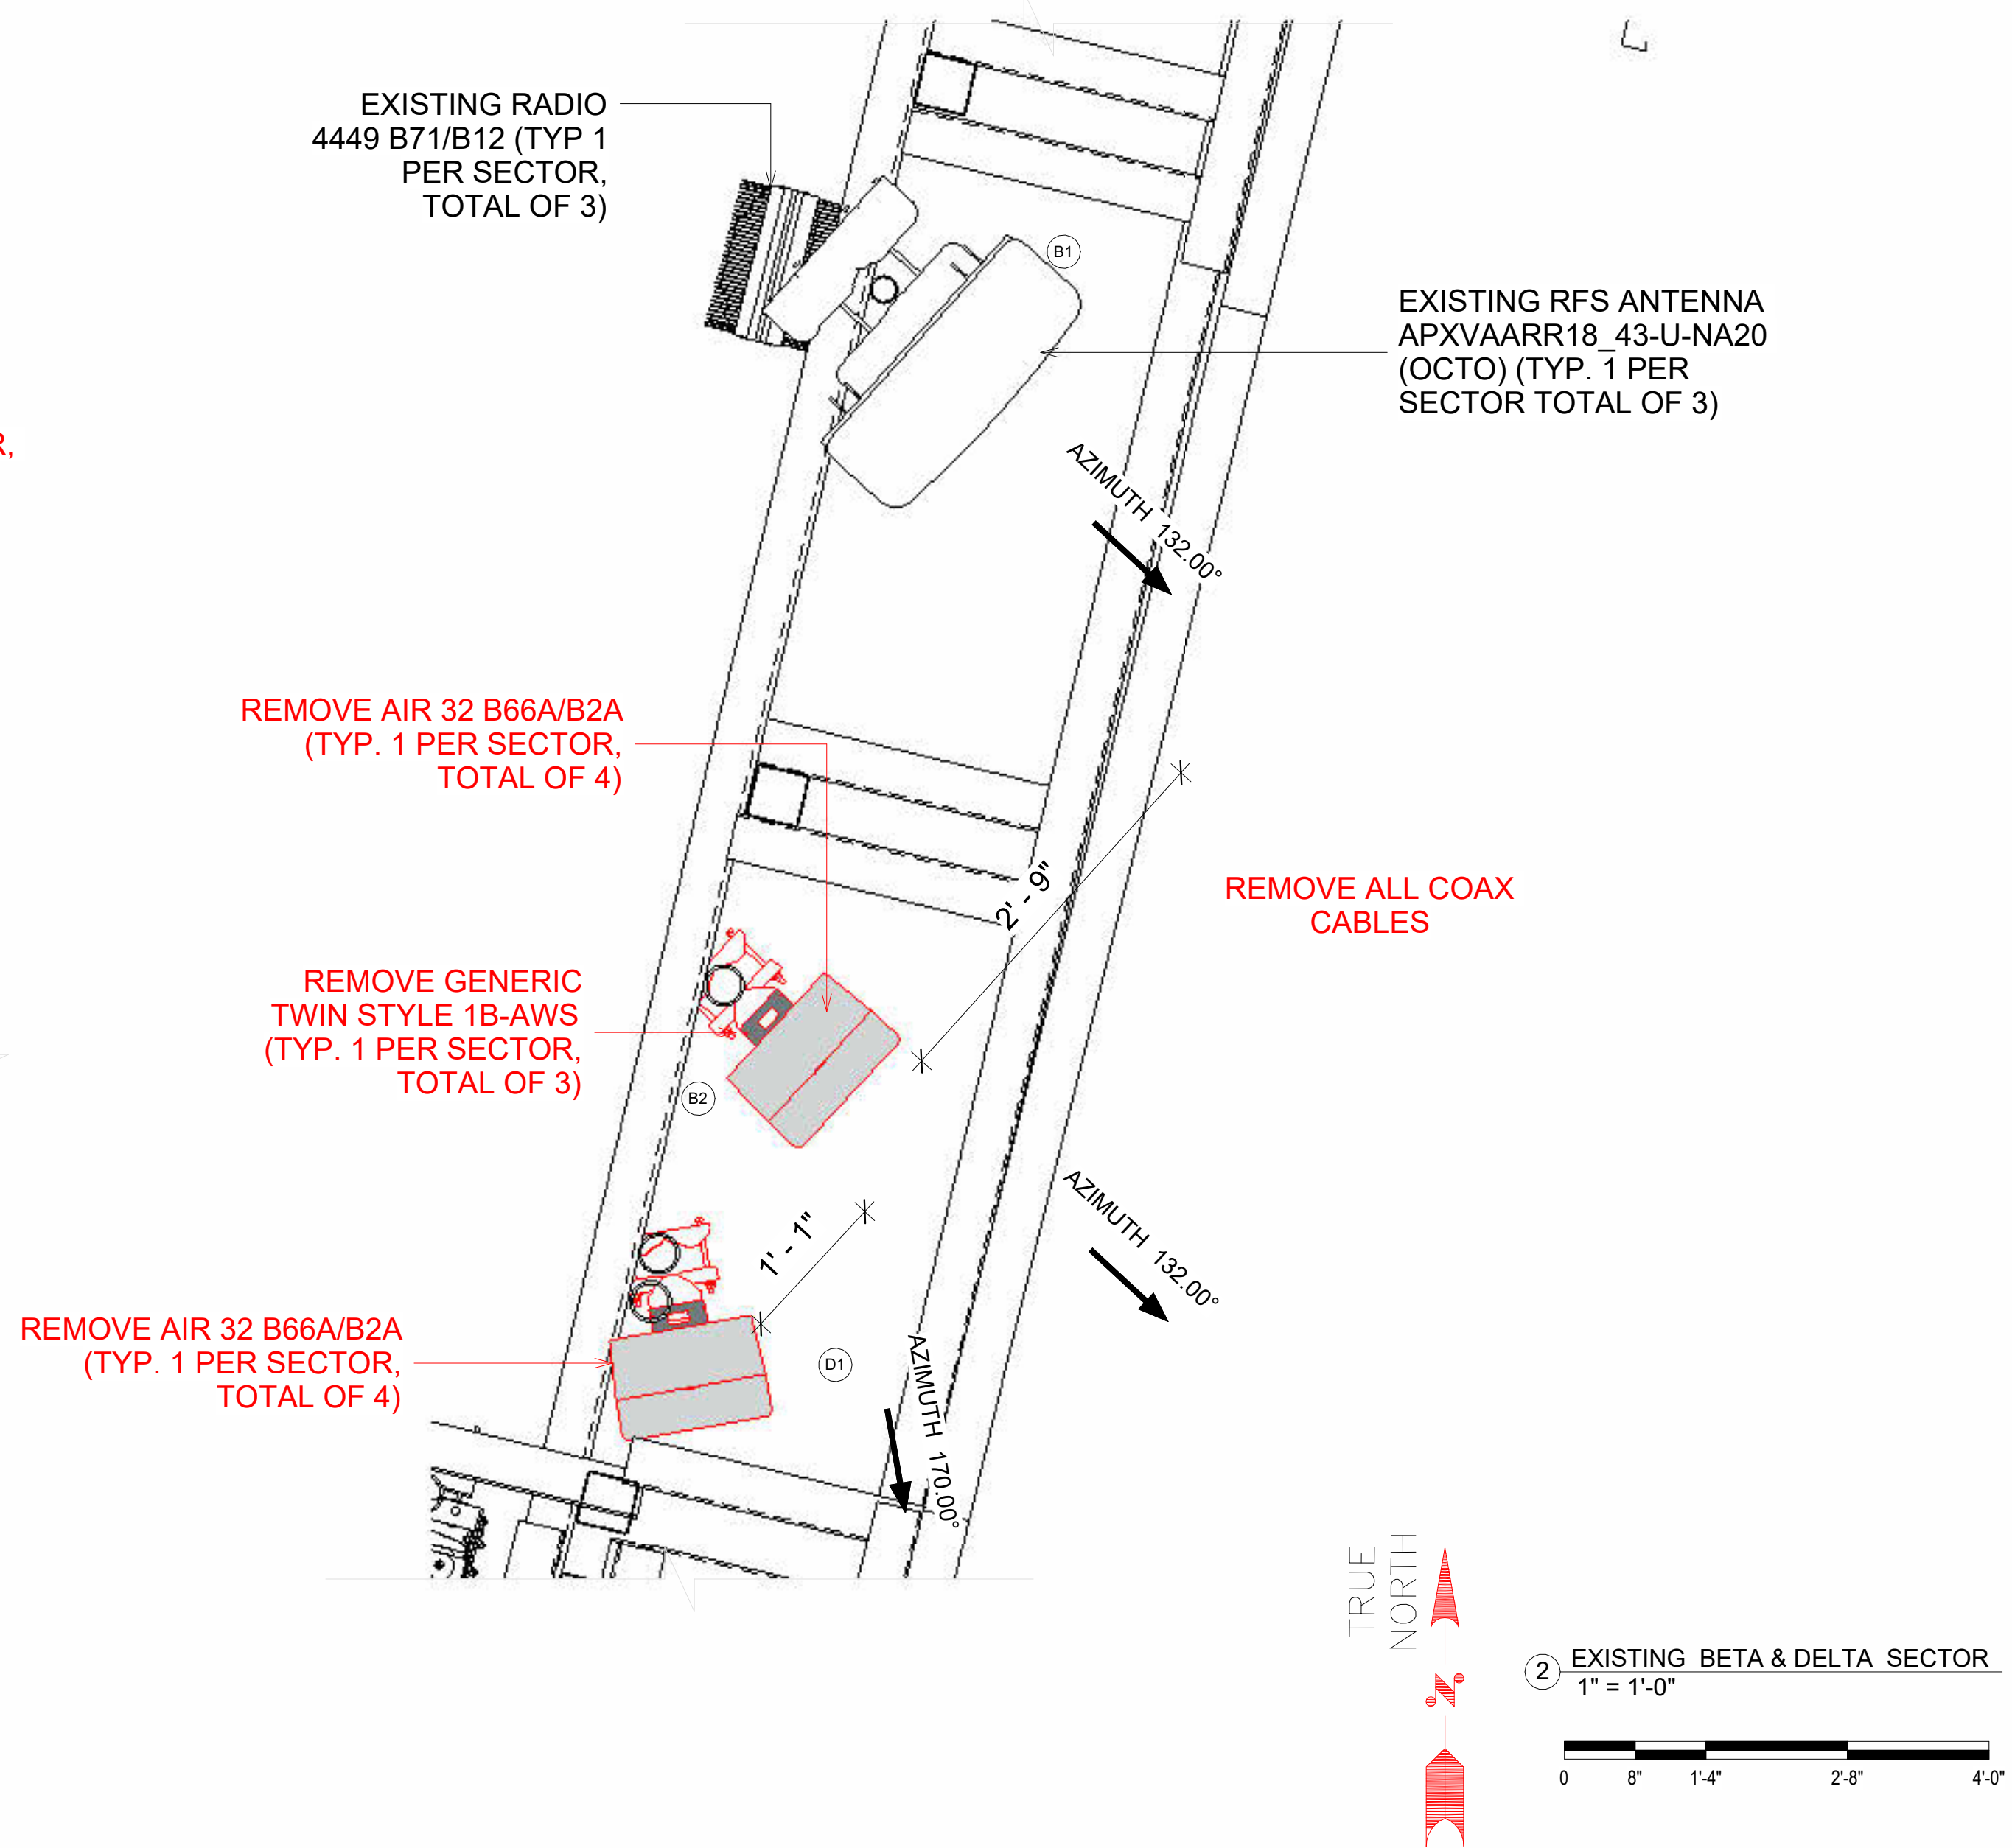 EXISTING RADIO
4449 B71/B12 (TYP 1
PER SECTOR,
TOTAL OF 3)
B1
EXISTING RFS ANTENNA
APXVAARR18_43-U-NA20
(OCTO) (TYP. 1 PER
SECTOR TOTAL OF 3)
R,
AZIMUTH 132.00°
REMOVE AIR 32 B66A/B2A
(TYP. 1 PER SECTOR,
TOTAL OF 4)
2' - 9"
REMOVE ALL COAX
CABLES
REMOVE GENERIC
TWIN STYLE 1B-AWS
(TYP. 1 PER SECTOR,
TOTAL OF 3)
B2
AZIMUTH 132.00°
1' - 1"
REMOVE AIR 32 B66A/B2A
(TYP. 1 PER SECTOR,
TOTAL OF 4)
D1
AZIMUTH 170.00°
TRUE
NORTH
N
2
EXISTING BETA & DELTA SECTOR
1" = 1'-0"
0 8" 1'-4" 2'-8" 4'-0"